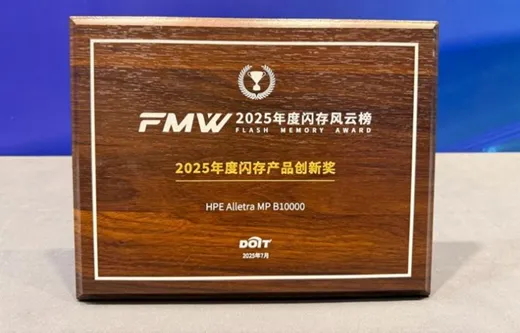 FMW 2025年度闪存风云榜
FLASH MEMORY AWARD
2025年度闪存产品创新奖
HPE Alletra MP B10000
DOIT
2025年7月